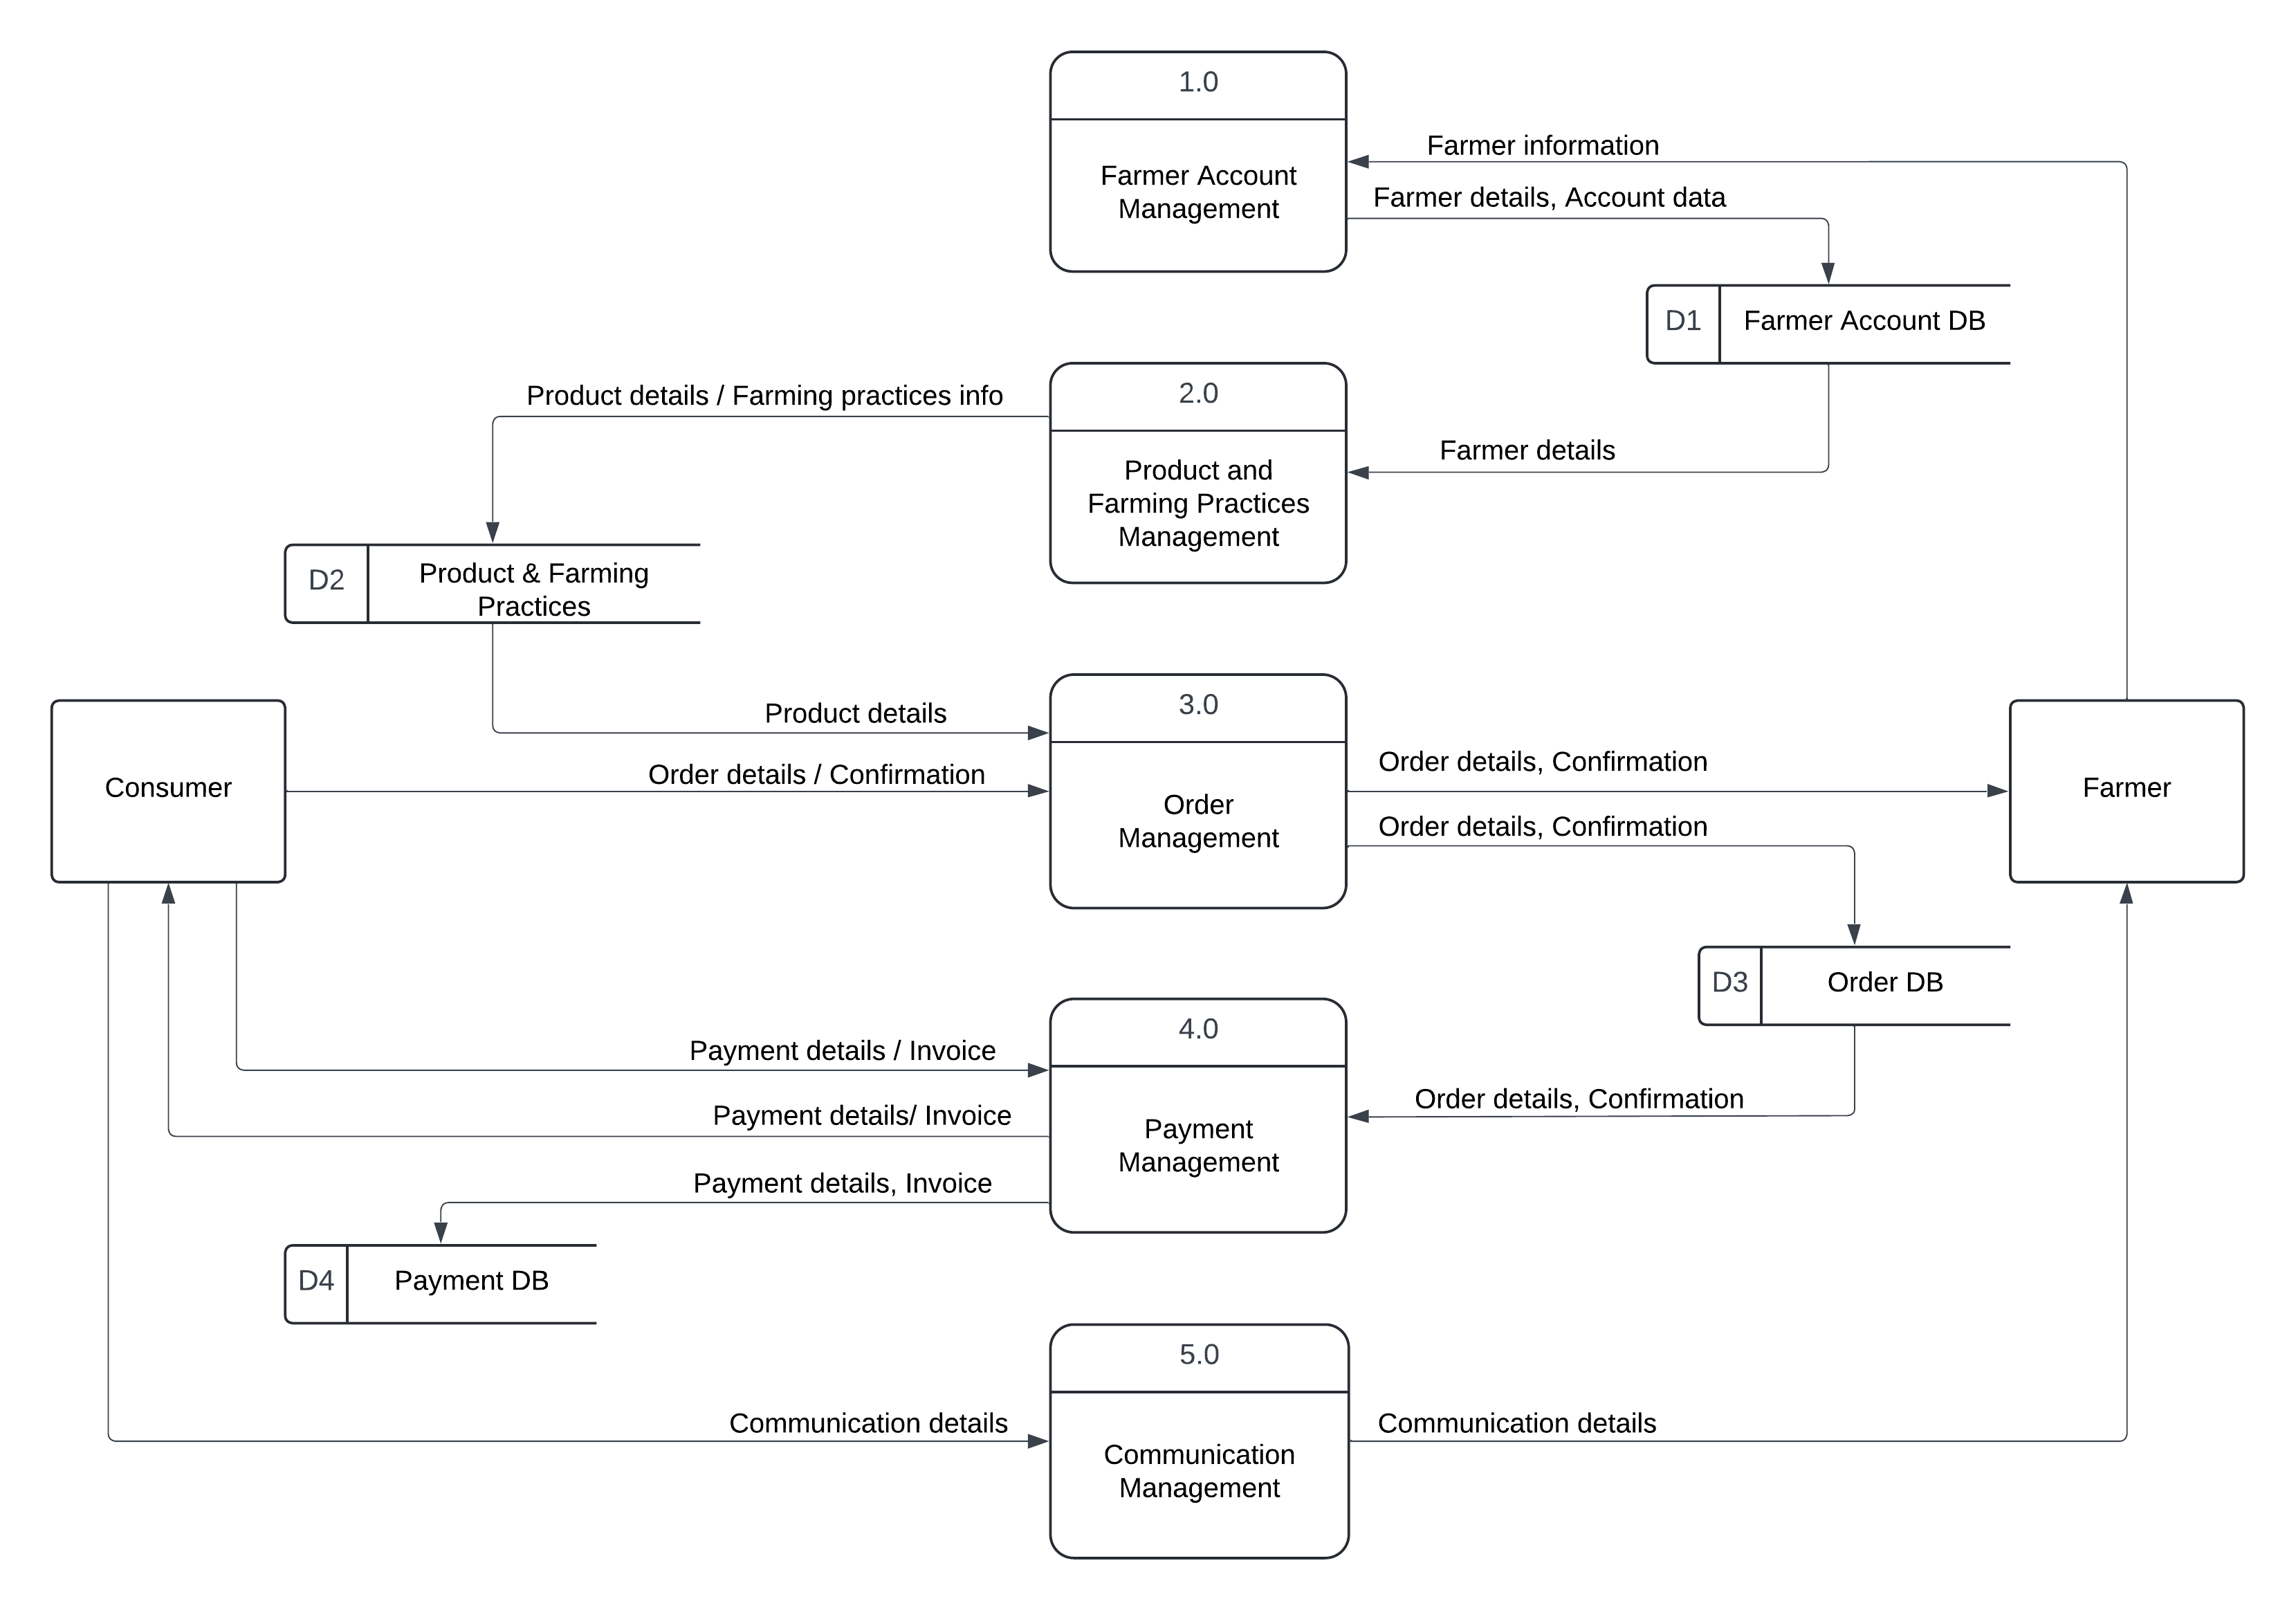 1.0
Farmer Account
Management
Farmer information
Farmer details, Account data
D1
Farmer Account DB
Product details / Farming practices info
2.0
Product and
Farming Practices
Management
Farmer details
D2
Product & Farming
Practices
Product details
3.0
Order
Management
Consumer
Order details / Confirmation
Order details, Confirmation
Farmer
Order details, Confirmation
D3
Order DB
4.0
Payment
Management
Payment details / Invoice
Order details, Confirmation
Payment details/ Invoice
Payment details, Invoice
D4
Payment DB
5.0
Communication
Management
Communication details
Communication details